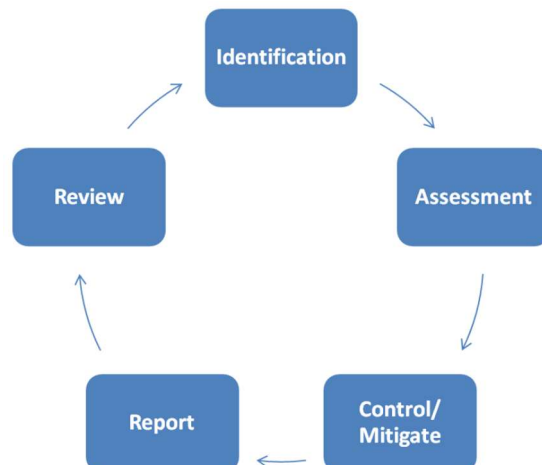 Identification
Assessment
Control/
Mitigate
Report
Review